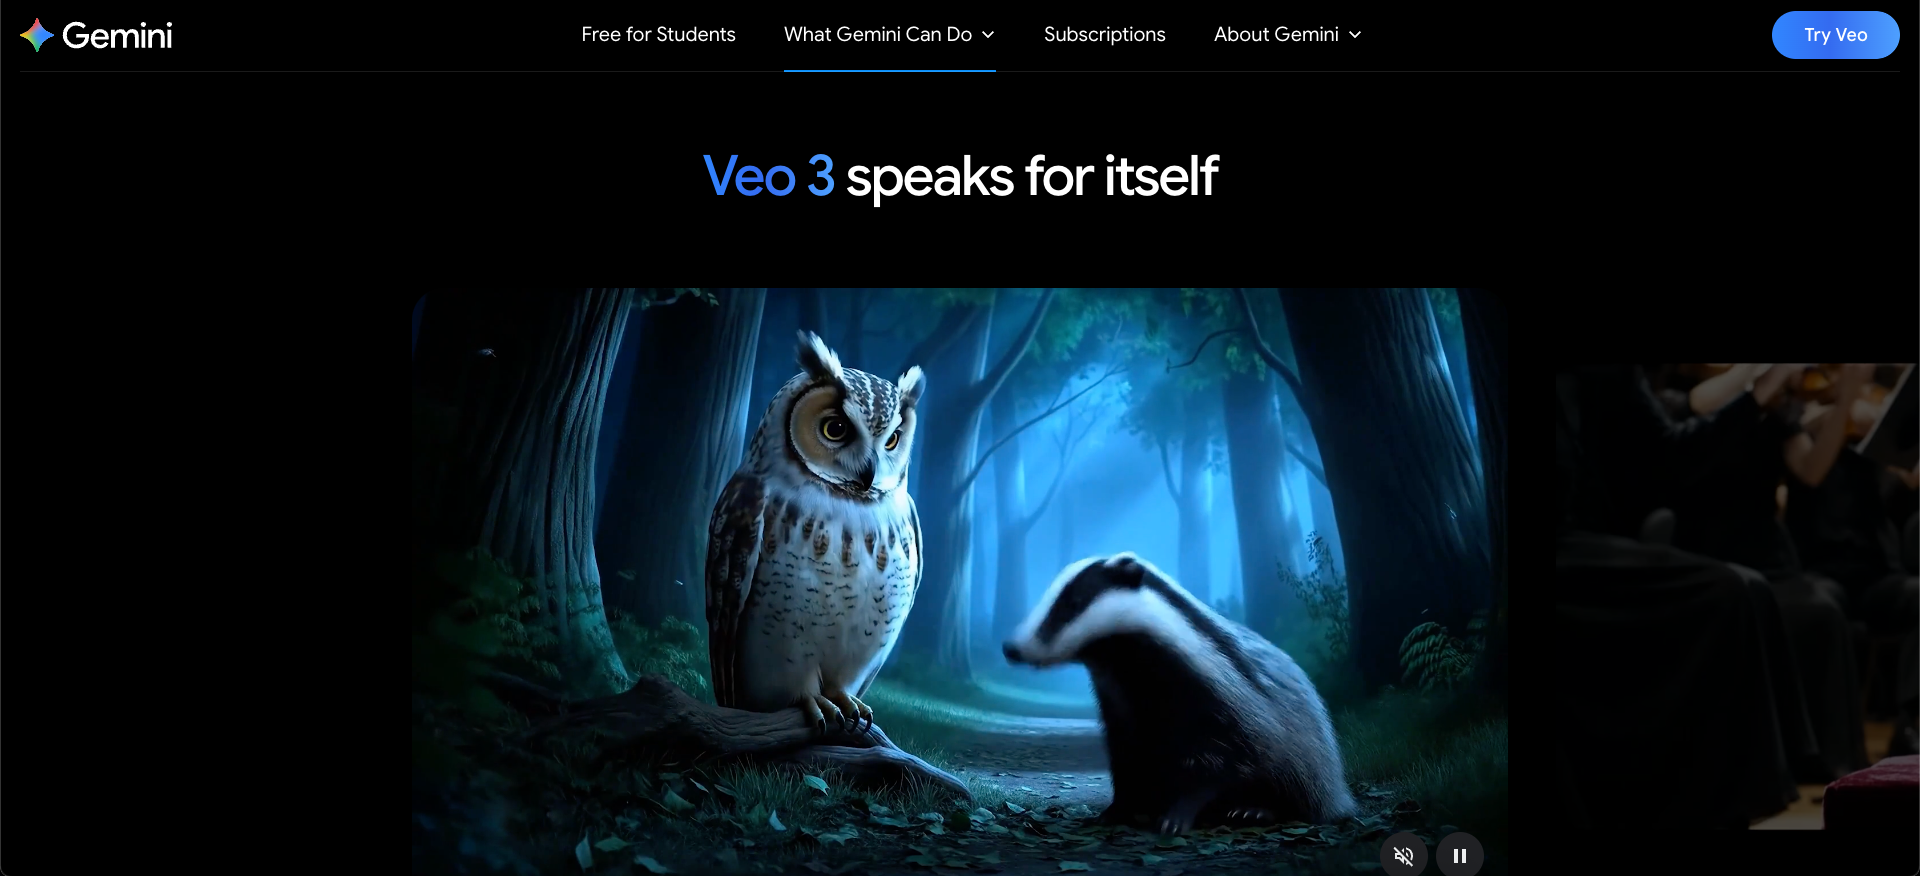 Gemini
Free for Students
What Gemini Can Do
Subscriptions
About Gemini
Try Veo
Veo 3 speaks for itself